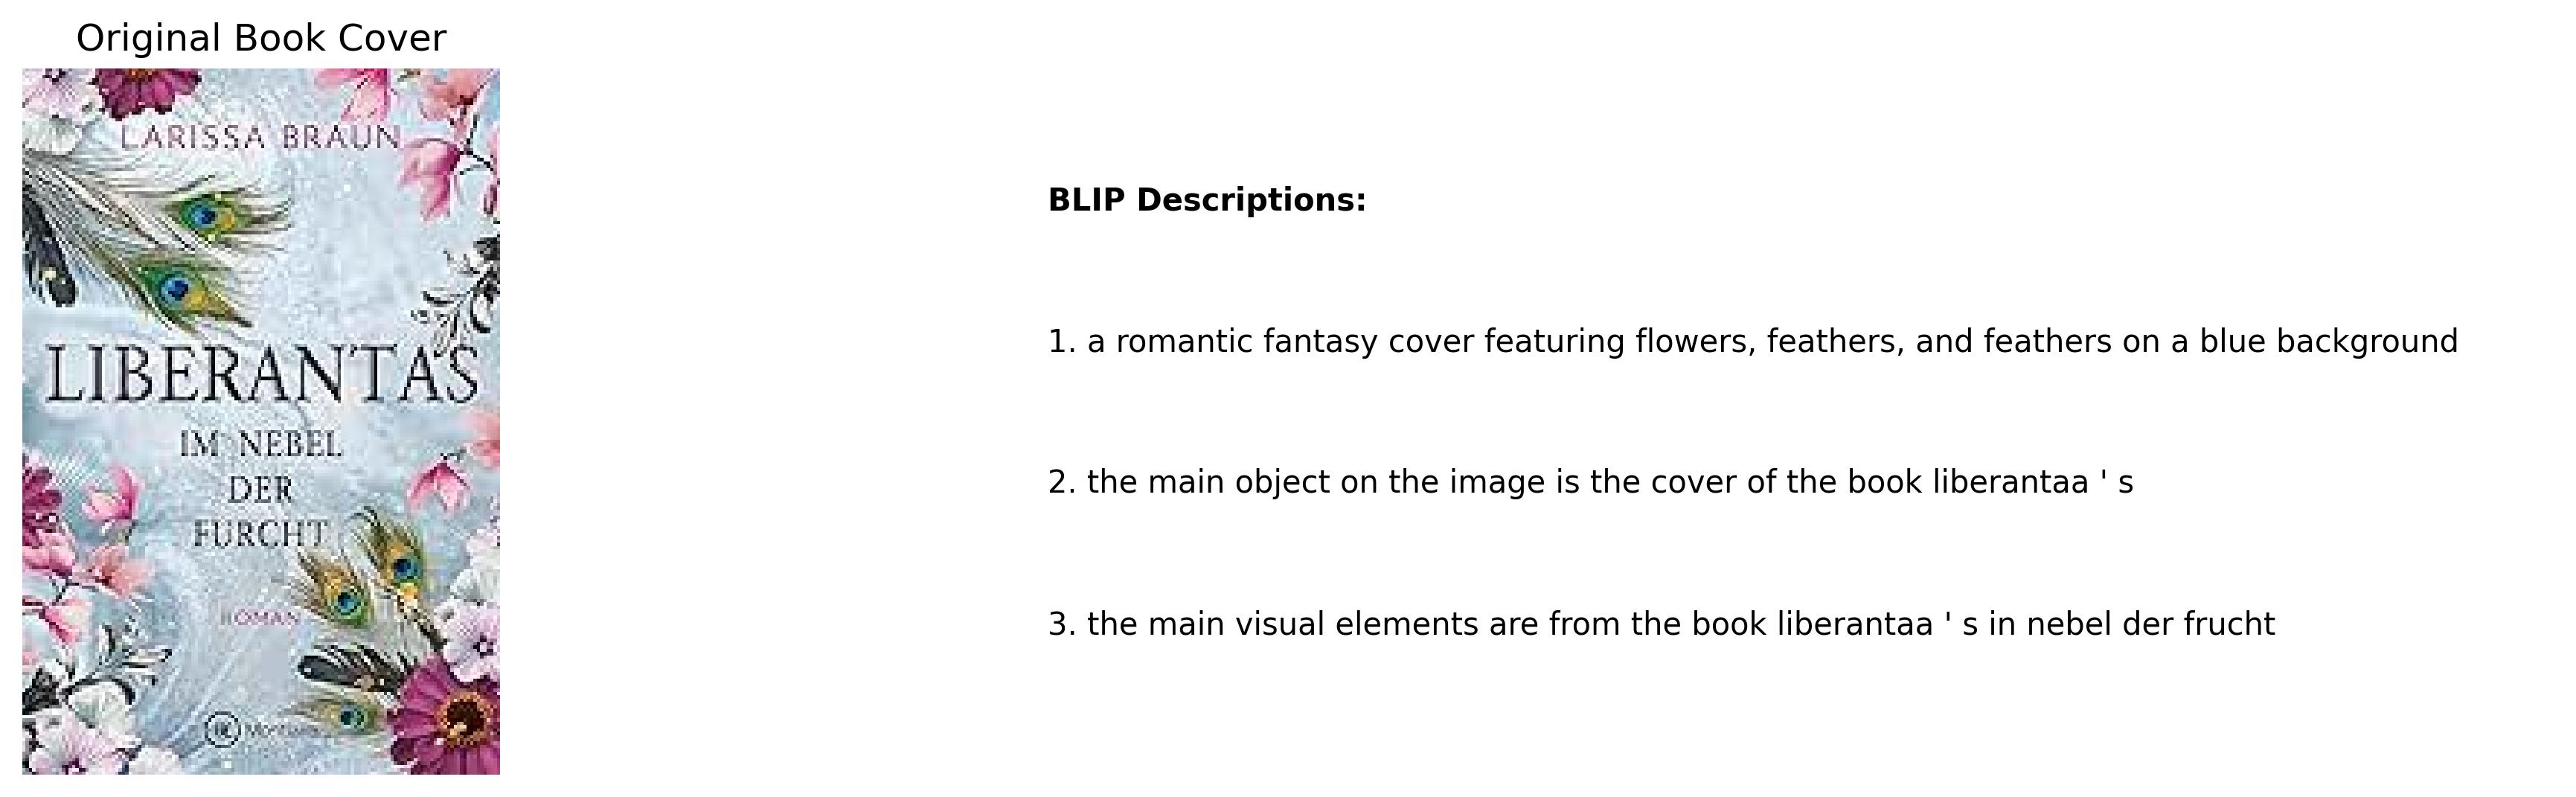 Original Book Cover
LARISSA BRAUN
LIBERANTAS
IM NEBEL
DER
FURCHT
ROMAN
BLIP Descriptions:
1. a romantic fantasy cover featuring flowers, feathers, and feathers on a blue background
2. the main object on the image is the cover of the book liberantaa ' s
3. the main visual elements are from the book liberantaa ' s in nebel der frucht